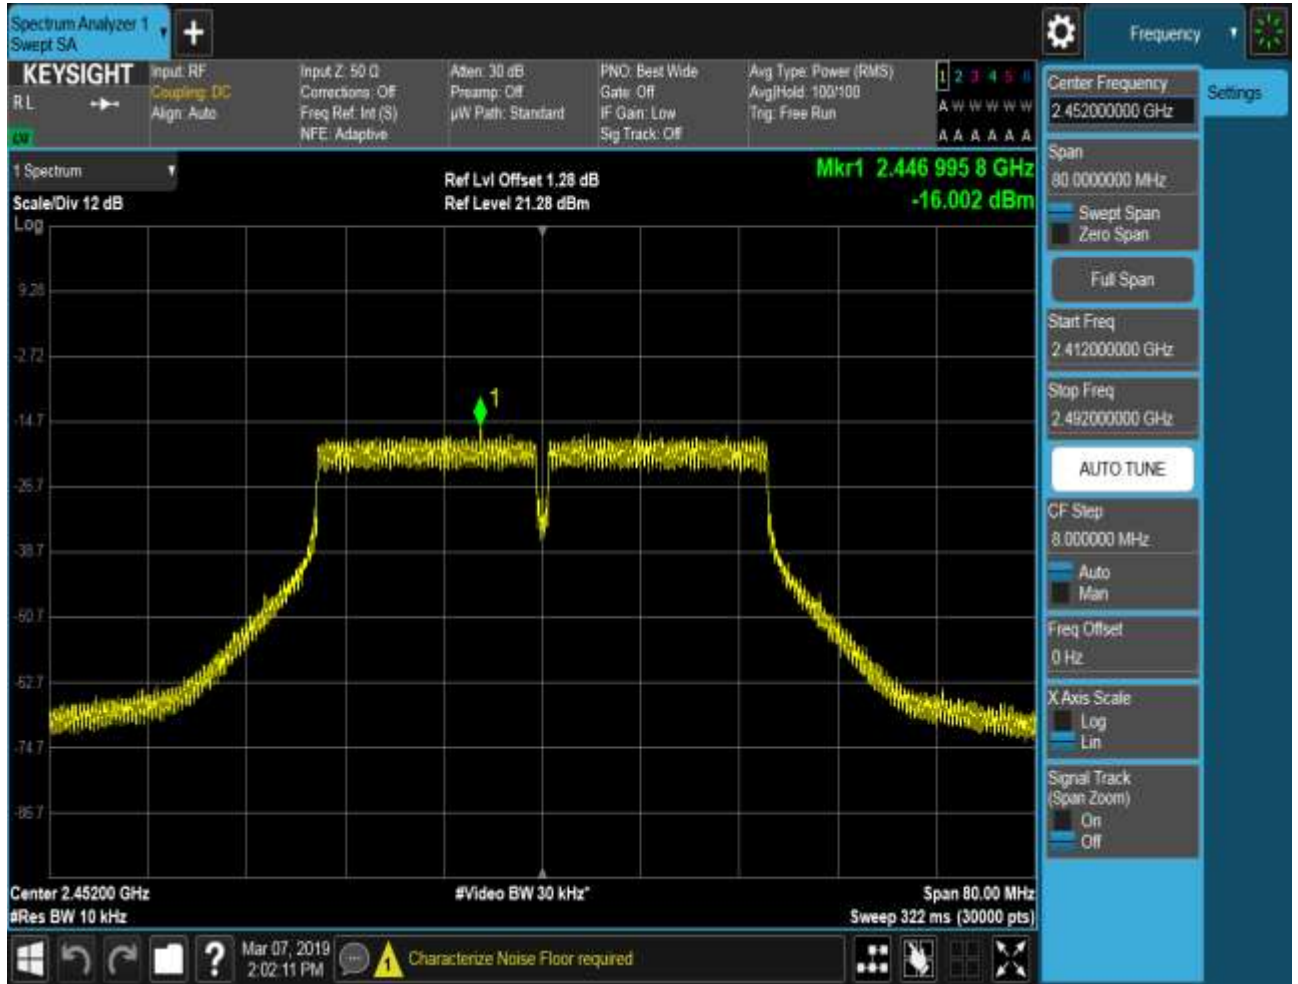 Spectrum Analyzer 1
Swept SA
+
Frequency
KEYSIGHT
RL
Input: RF
Coupling: DC
Align: Auto
Input Z: 50 Ω
Corrections: Off
Freq Ref: Int (S)
NFE: Adaptive
Atten: 30 dB
Preamp: Off
µW Path: Standard
PNO: Best Wide
Gate: Off
IF Gain: Low
Sig Track: Off
Avg Type: Power (RMS)
Avg|Hold: 100/100
Trig: Free Run
1 2 3 4 5 6
A W W W W W
A A A A A A
1 Spectrum
Scale/Div 12 dB
Log
Ref Lvl Offset 1.28 dB
Ref Level 21.28 dBm
Mkr1 2.446 995 8 GHz
-16.002 dBm
9.28
-2.72
-14.7
-26.7
-38.7
-50.7
-62.7
-74.7
-86.7
1
Center 2.45200 GHz
#Res BW 10 kHz
#Video BW 30 kHz*
Span 80.00 MHz
Sweep 322 ms (30000 pts)
Center Frequency
2.452000000 GHz
Settings
Span
80.0000000 MHz
Swept Span
Zero Span
Full Span
Start Freq
2.412000000 GHz
Stop Freq
2.492000000 GHz
AUTO TUNE
CF Step
8.000000 MHz
Auto
Man
Freq Offset
0 Hz
X Axis Scale
Log
Lin
Signal Track
(Span Zoom)
On
Off
?
Mar 07, 2019
2:02:11 PM
1
Characterize Noise Floor required